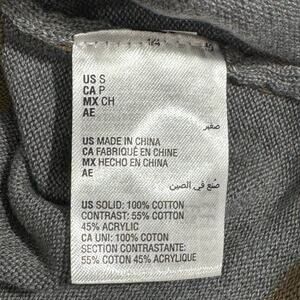 US S
CA P
MX CH
AE
صغير
US MADE IN CHINA
CA FABRIQUÉ EN CHINE
MX HECHO EN CHINA
AE
صُنع في الصين
US SOLID: 100% COTTON
CONTRAST: 55% COTTON
45% ACRYLIC
CA UNI: 100% COTON
SECTION CONTRASTANTE:
55% COTON 45% ACRYLIQUE